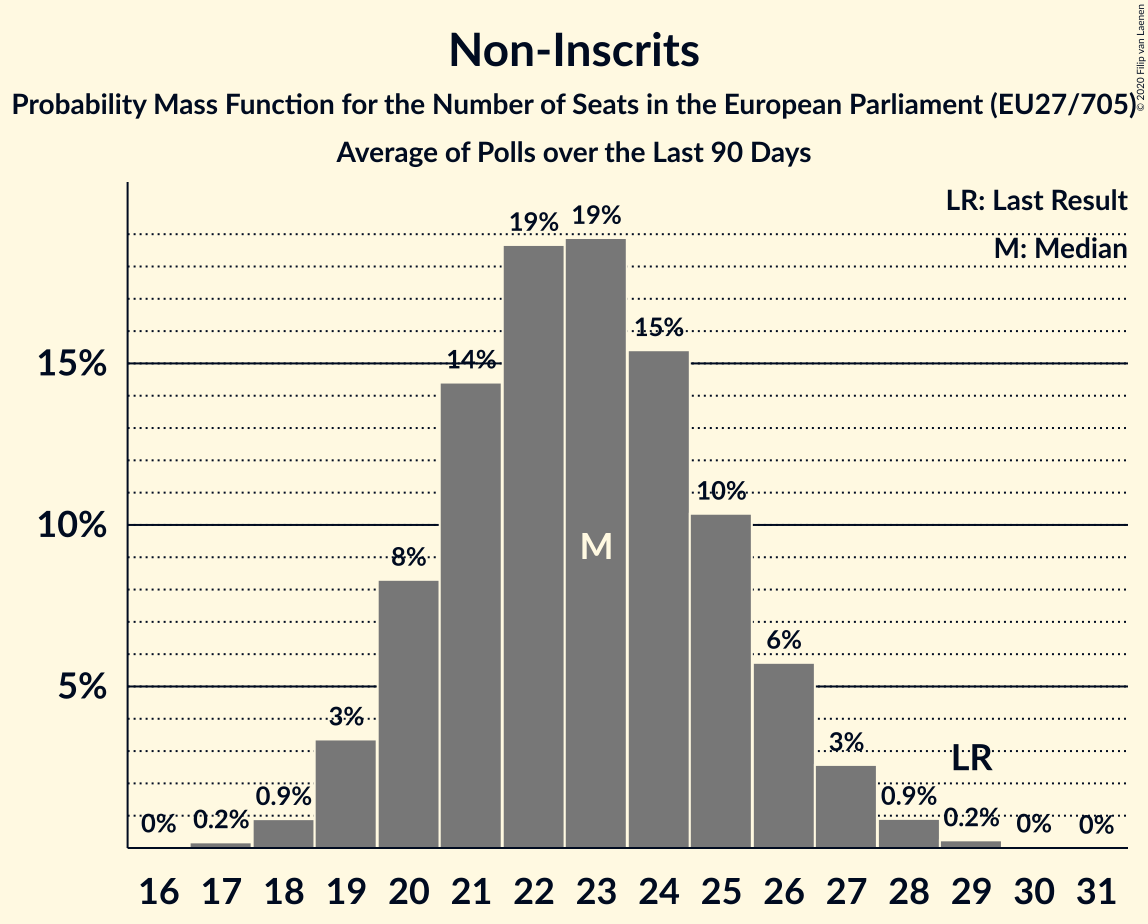 Non-Inscrits
Probability Mass Function for the Number of Seats in the European Parliament (EU27/705)
Average of Polls over the Last 90 Days
© 2020 Filip van Laenen
LR: Last Result
M: Median
19% 19%
15%
14%
15%
10%
10%
8%
M
6%
5%
3%
3%
LR
0.9%
0.9%
0% 0.2%
0.2% 0% 0%
16 17 18 19 20 21 22 23 24 25 26 27 28 29 30 31